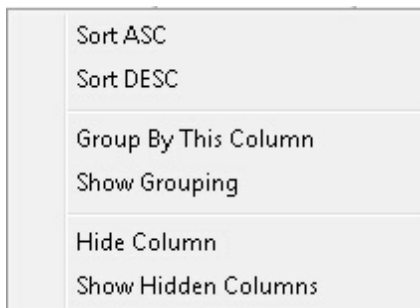 Sort ASC
Sort DESC
Group By This Column
Show Grouping
Hide Column
Show Hidden Columns